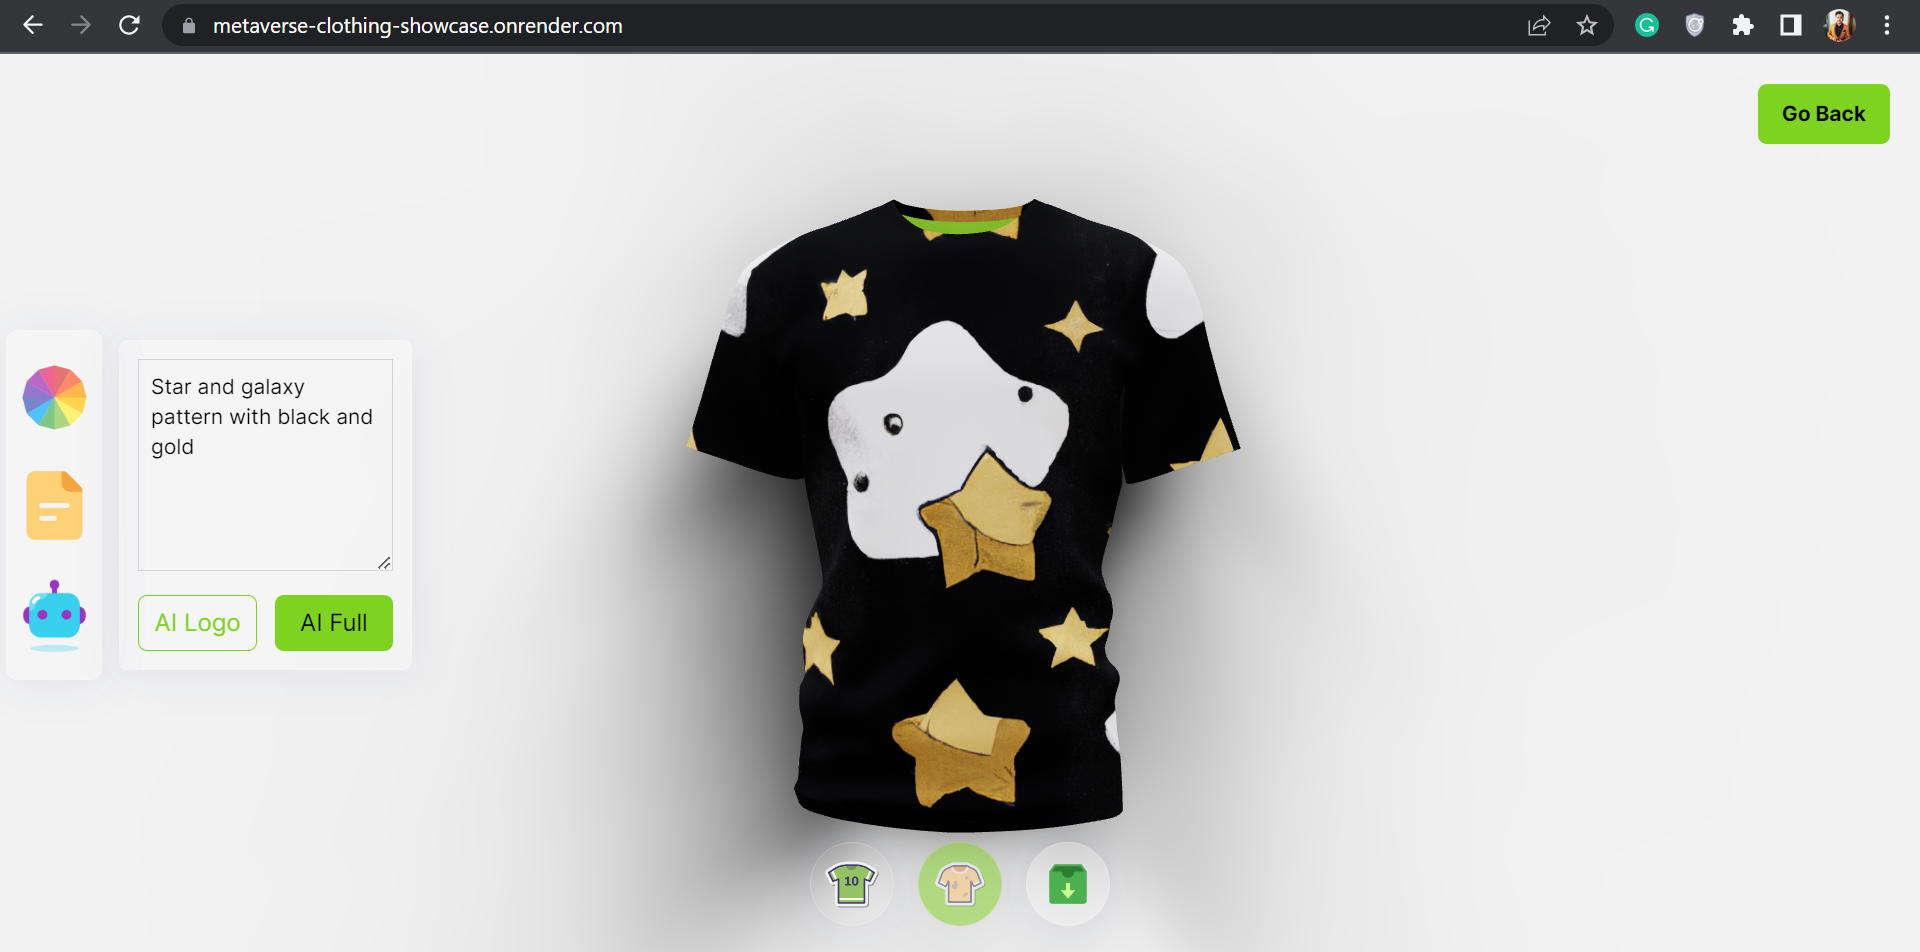 metaverse-clothing-showcase.onrender.com
Go Back
Star and galaxy
pattern with black and
gold
AI Logo
AI Full
10